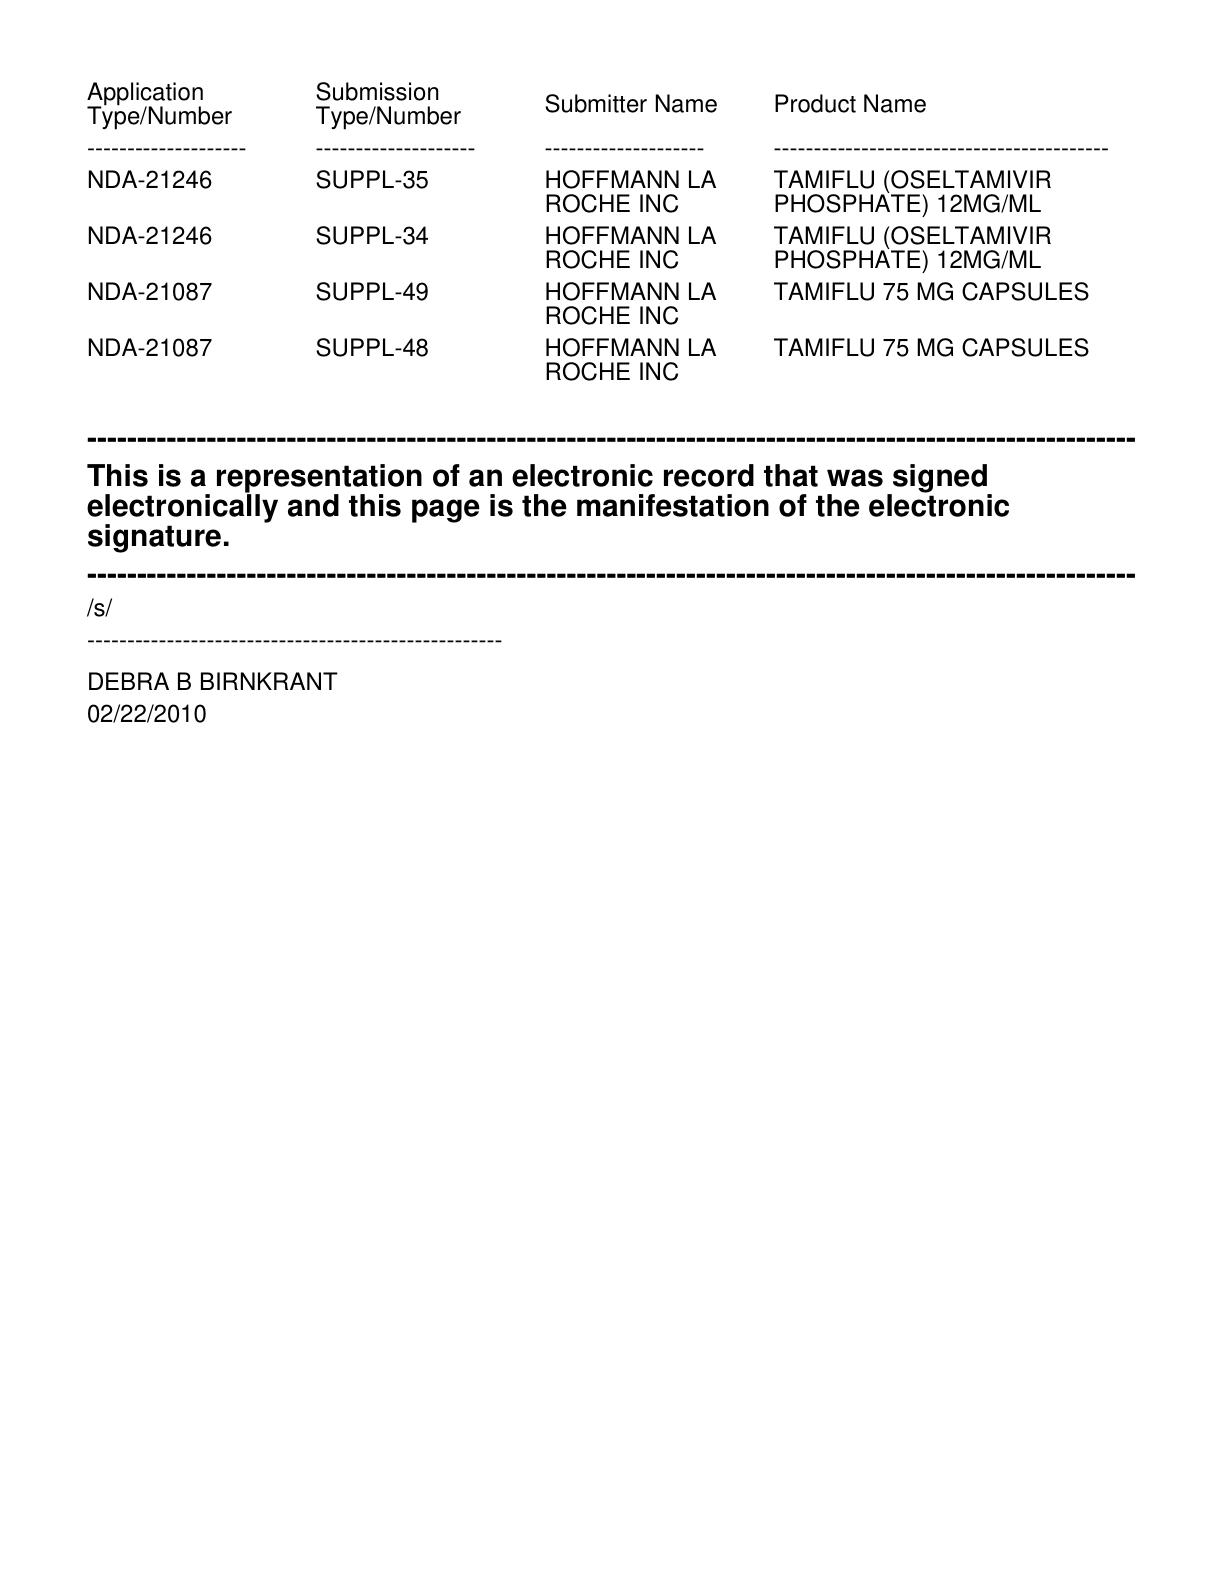 Application Type/Number Submission Type/Number Submitter Name Product Name
-------------------- -------------------- -------------------- ------------------------------------------
NDA-21246 SUPPL-35 HOFFMANN LA ROCHE INC TAMIFLU (OSELTAMIVIR PHOSPHATE) 12MG/ML
NDA-21246 SUPPL-34 HOFFMANN LA ROCHE INC TAMIFLU (OSELTAMIVIR PHOSPHATE) 12MG/ML
NDA-21087 SUPPL-49 HOFFMANN LA ROCHE INC TAMIFLU 75 MG CAPSULES
NDA-21087 SUPPL-48 HOFFMANN LA ROCHE INC TAMIFLU 75 MG CAPSULES
---------------------------------------------------------------------------------------------------------
This is a representation of an electronic record that was signed
electronically and this page is the manifestation of the electronic
signature.
---------------------------------------------------------------------------------------------------------
/s/
----------------------------------------------------
DEBRA B BIRNKRANT
02/22/2010